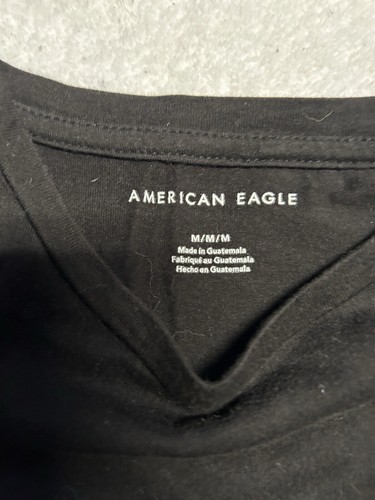 AMERICAN EAGLE
M/M/M
Made in Guatemala
Fabriqué au Guatemala
Hecho en Guatemala